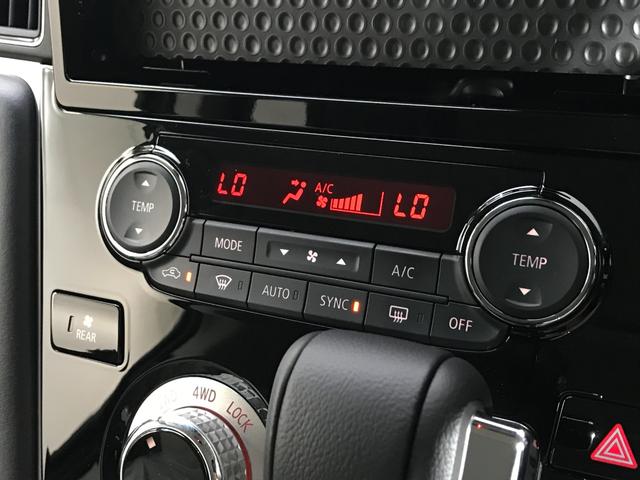 LO A/C LO
TEMP
TEMP
MODE
A/C
AUTO
SYNC
OFF
REAR
4WD
LOCK